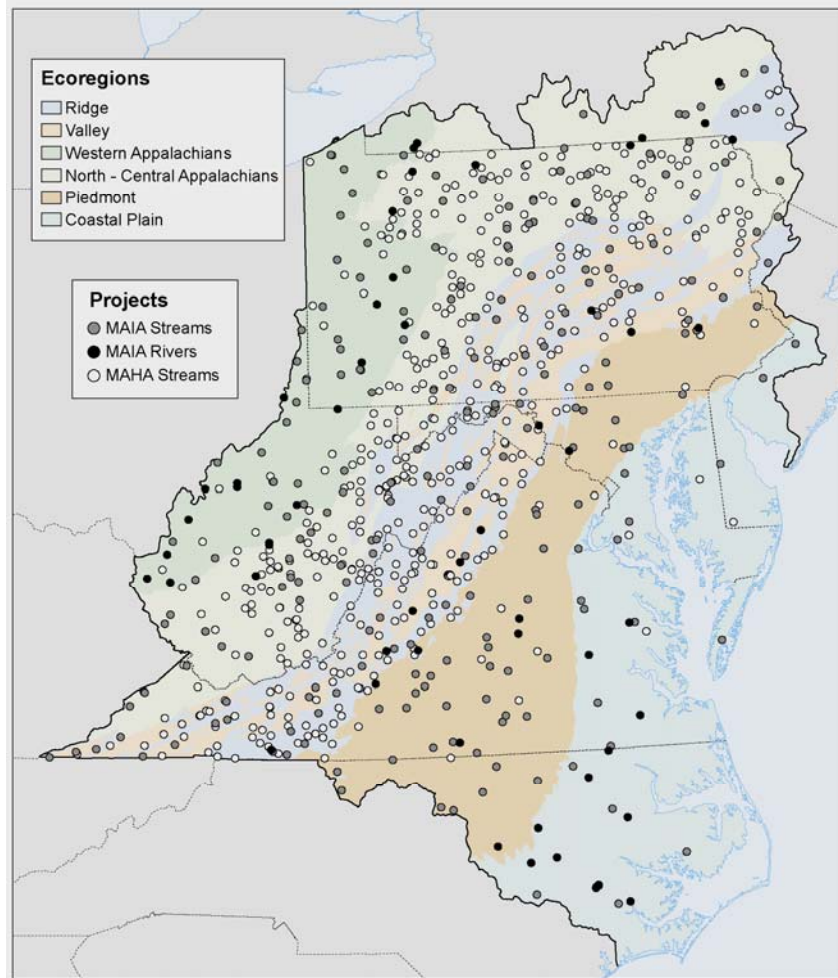 Ecoregions
Ridge
Valley
Western Appalachians
North - Central Appalachians
Piedmont
Coastal Plain
Projects
MAIA Streams
MAIA Rivers
MAHA Streams